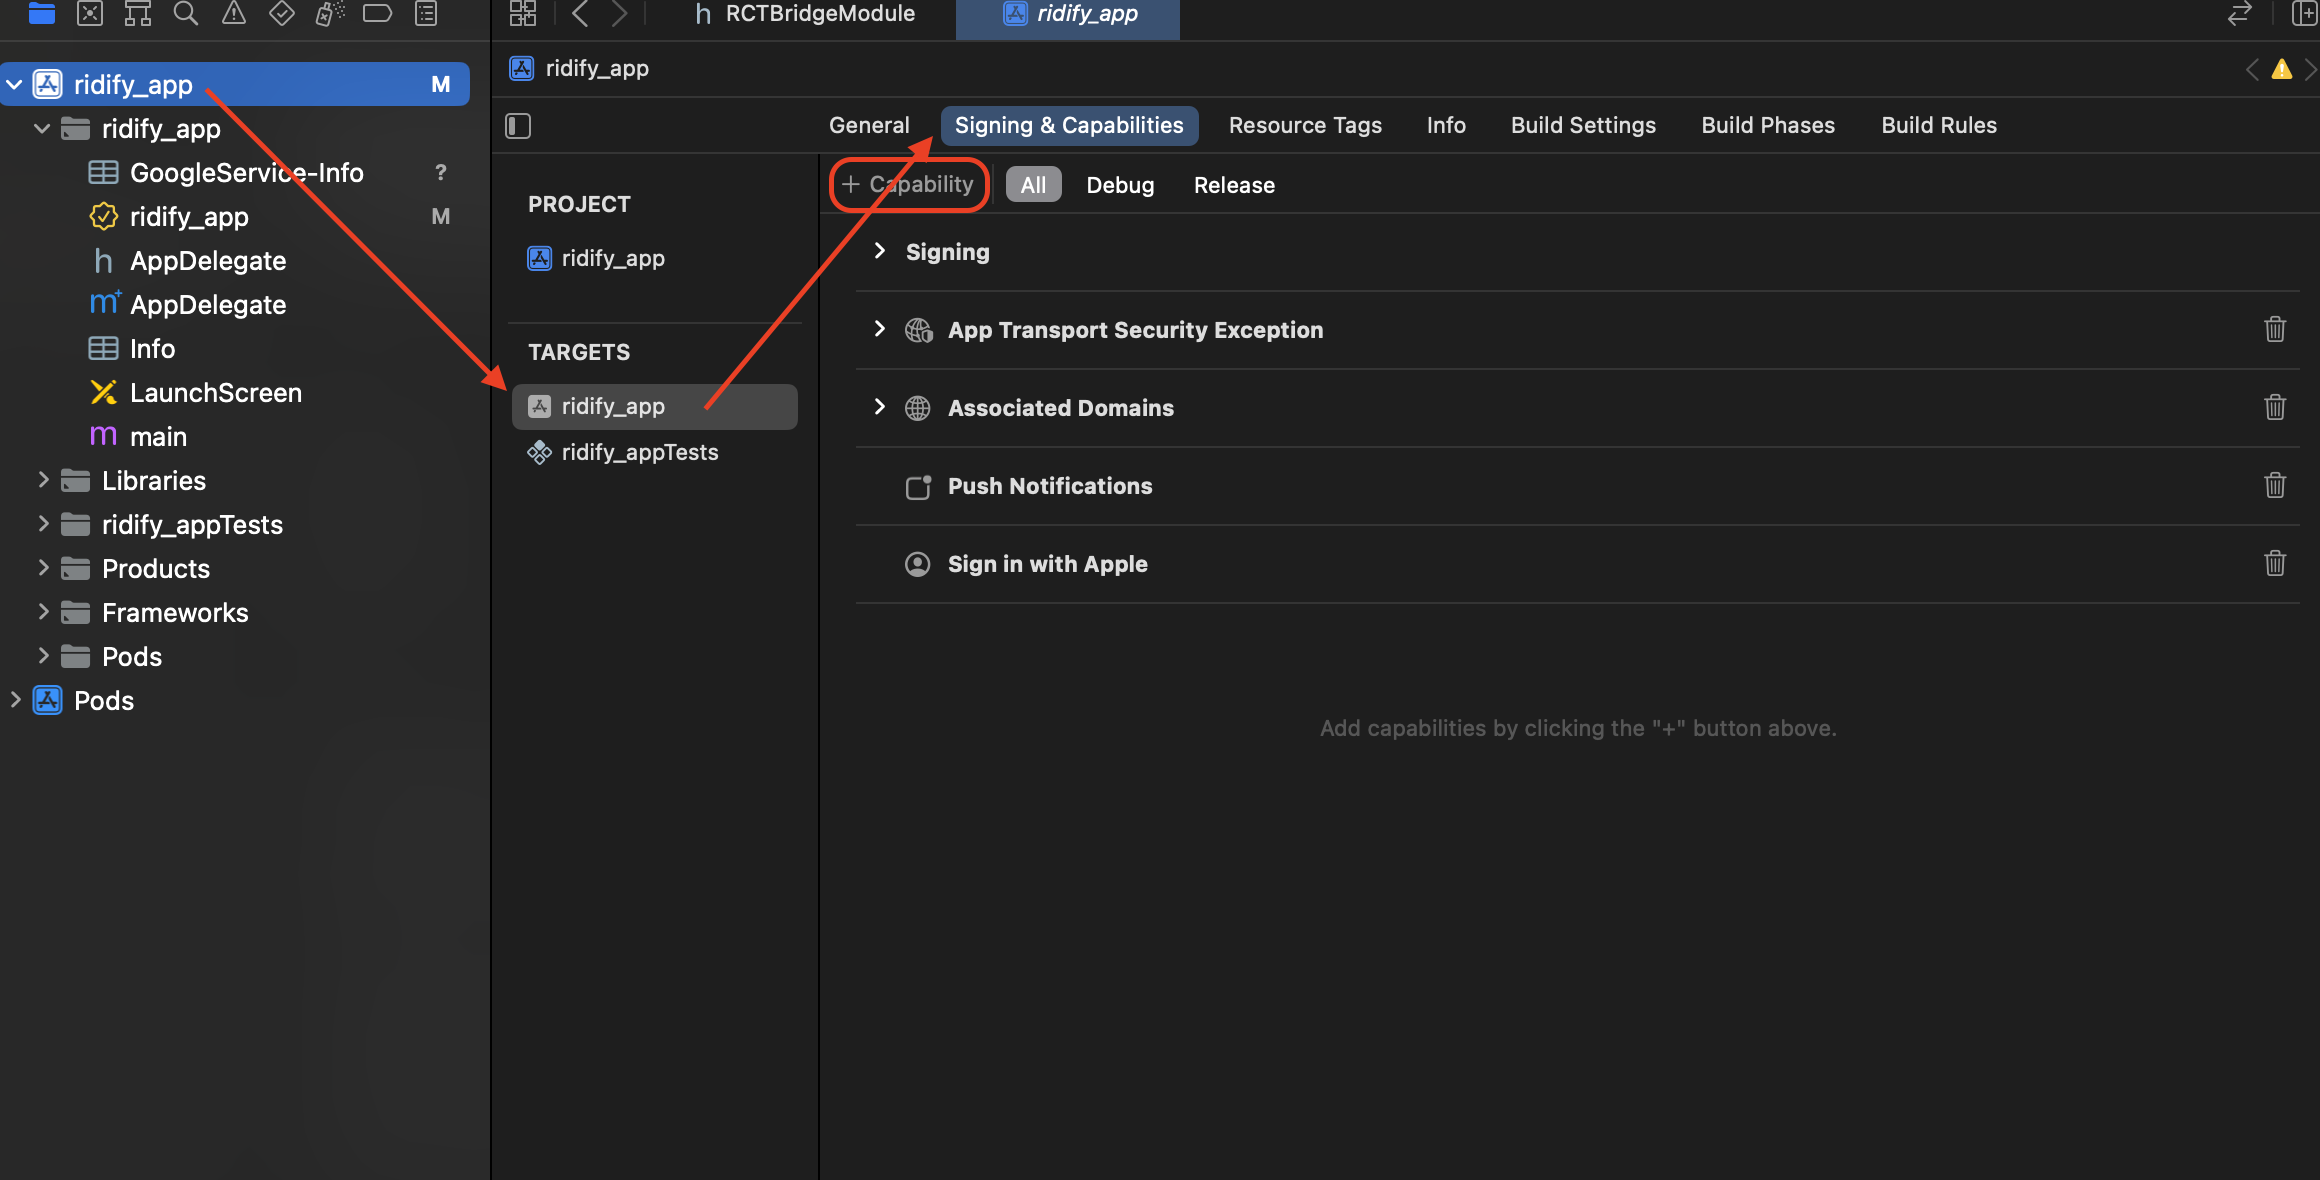 RCTBridgeModule
ridify_app
ridify_app M
ridify_app
GoogleService-Info ?
ridify_app M
AppDelegate
AppDelegate
Info
LaunchScreen
main
Libraries
ridify_appTests
Products
Frameworks
Pods
Pods
ridify_app
General Signing & Capabilities Resource Tags Info Build Settings Build Phases Build Rules
PROJECT
ridify_app
TARGETS
ridify_app
ridify_appTests
+ Capability All Debug Release
Signing
App Transport Security Exception
Associated Domains
Push Notifications
Sign in with Apple
Add capabilities by clicking the "+" button above.